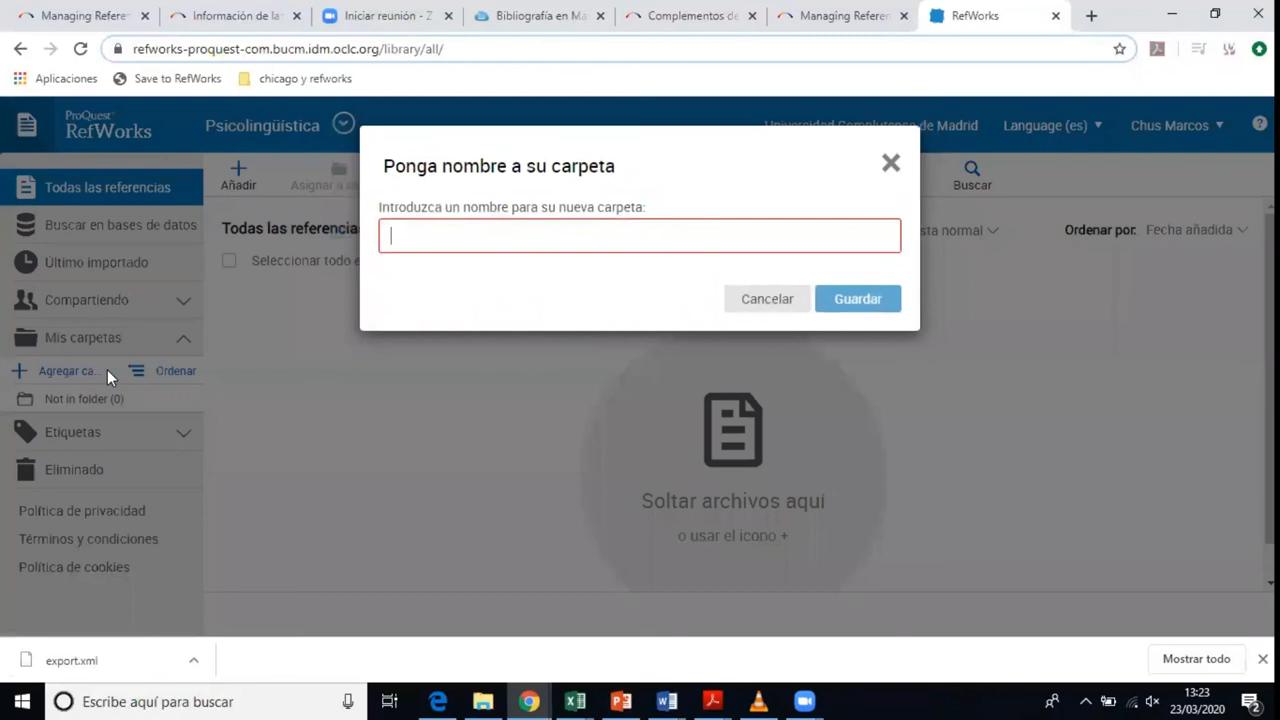 Managing Refere
Información de la
Iniciar reunión - Z
Bibliografía en Ma
Complementos de
Managing Referen
RefWorks
refworks-proquest-com.bucm.idm.oclc.org/library/all/
Aplicaciones
Save to RefWorks
chicago y refworks
ProQuest
RefWorks
Psicolingüística
Universidad Complutense de Madrid
Language (es)
Chus Marcos
Todas las referencias
Buscar en bases de datos
Último importado
Compartiendo
Mis carpetas
Agregar ca...
Ordenar
Not in folder (0)
Etiquetas
Eliminado
Política de privacidad
Términos y condiciones
Política de cookies
Añadir
Asignar a
Buscar
Todas las referencias
sta normal
Ordenar por: Fecha añadida
Seleccionar todo e
Ponga nombre a su carpeta
Introduzca un nombre para su nueva carpeta:
Cancelar
Guardar
Soltar archivos aquí
o usar el icono +
export.xml
Mostrar todo
Escribe aquí para buscar
13:23
23/03/2020
2